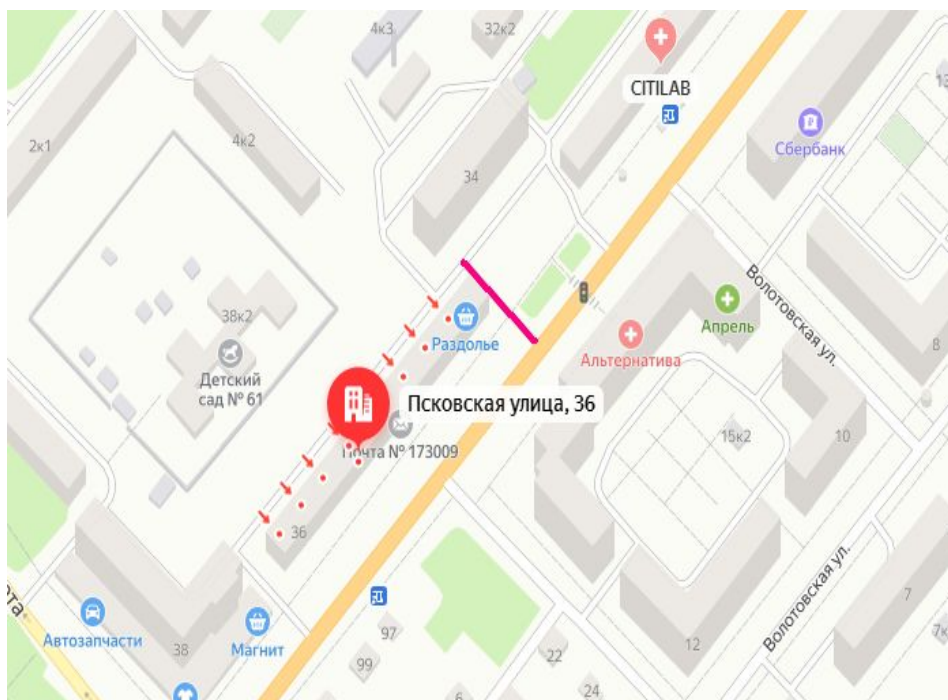 4к3
32к2
CITILAB
13
2к1
4к2
Сбербанк
34
Волотовская ул.
38к2
Раздолье
Апрель
Детский
сад № 61
Альтернатива
8
Псковская улица, 36
Почта № 173009
15к2
10
36
Волотовская ул.
7
Автозапчасти
38
Магнит
97
99
22
12
7к
6
24